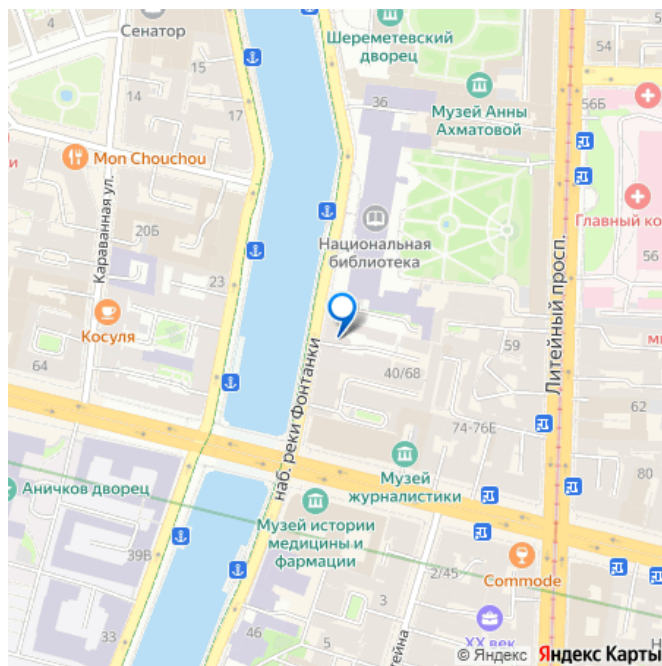 Сенатор
15
14
17
Mon Chouchou
и
Караванная ул.
20Б
23
Косуля
64
Шереметевский
дворец
36
Музей Анны
Ахматовой
54
56Б
Главный ко
56
Национальная
библиотека
наб. реки Фонтанки
Литейный просп.
59
40/68
74-76Е
62
80
Музей
журналистики
Аничков дворец
Музей истории
медицины и
фармации
39В
33
46
5
2/45
Commode
XX век
© Яндекс Яндекс Карты